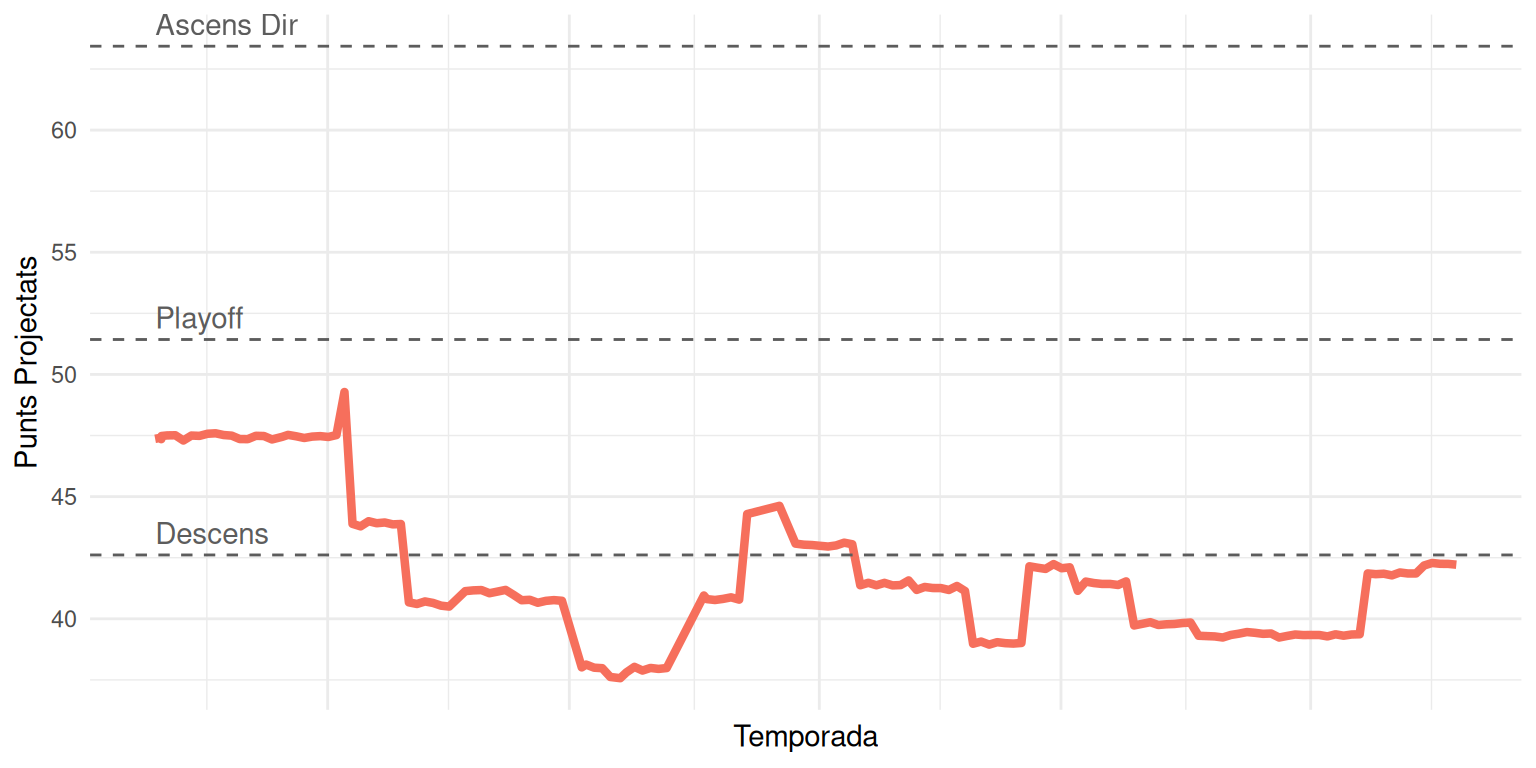 Ascens Dir
60
55
Playoff
50
45
Descens
40
Punts Projectats
Temporada